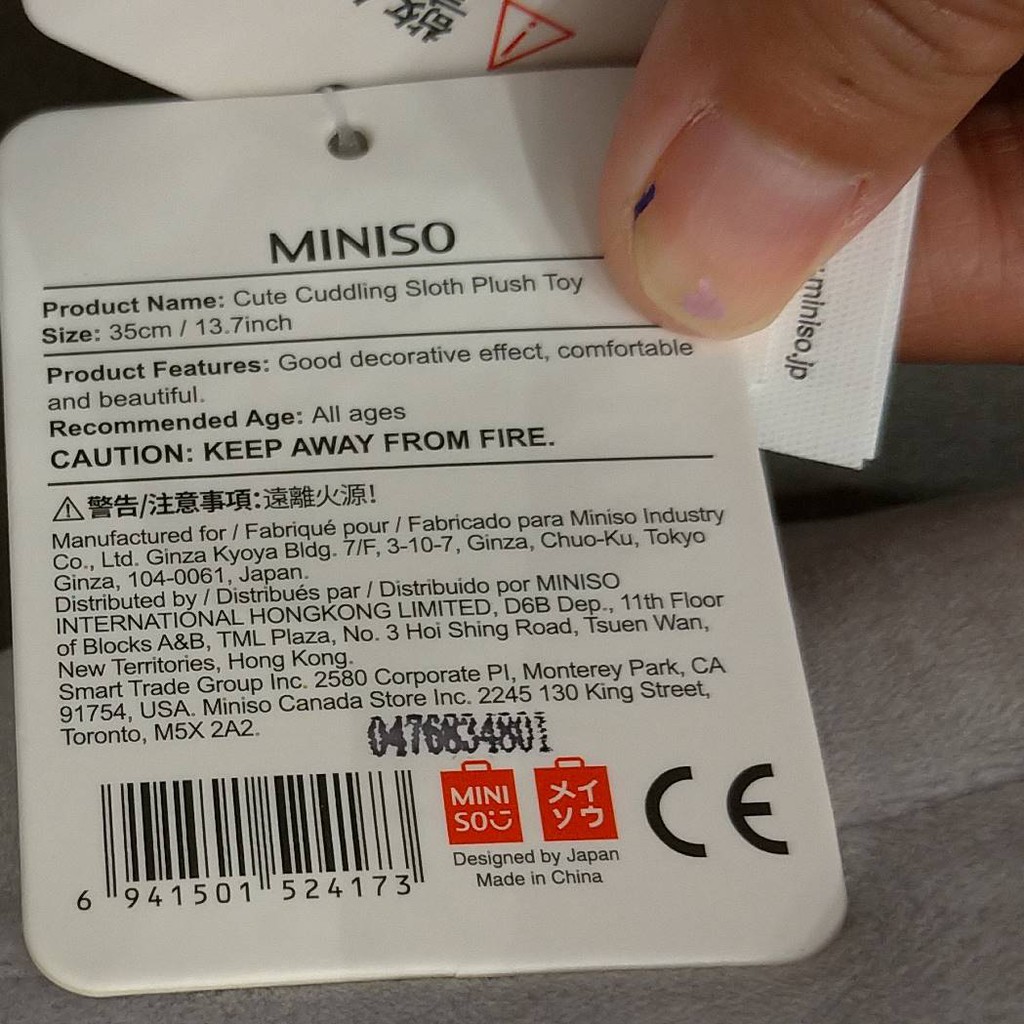 MINISO
Product Name: Cute Cuddling Sloth Plush Toy
Size: 35cm / 13.7inch
Product Features: Good decorative effect, comfortable
and beautiful.
Recommended Age: All ages
CAUTION: KEEP AWAY FROM FIRE.
警告/注意事項:遠離火源!
Manufactured for / Fabriqué pour / Fabricado para Miniso Industry
Co., Ltd. Ginza Kyoya Bldg. 7/F, 3-10-7, Ginza, Chuo-Ku, Tokyo
Ginza, 104-0061, Japan.
Distributed by / Distribués par / Distribuido por MINISO
INTERNATIONAL HONGKONG LIMITED, D6B Dep., 11th Floor
of Blocks A&B, TML Plaza, No. 3 Hoi Shing Road, Tsuen Wan,
New Territories, Hong Kong.
Smart Trade Group Inc. 2580 Corporate Pl, Monterey Park, CA
91754, USA. Miniso Canada Store Inc. 2245 130 King Street,
Toronto, M5X 2A2.
0476834801
6 941501 524173
MINI
SO
メイ
ソウ
CE
Designed by Japan
Made in China
miniso.jp